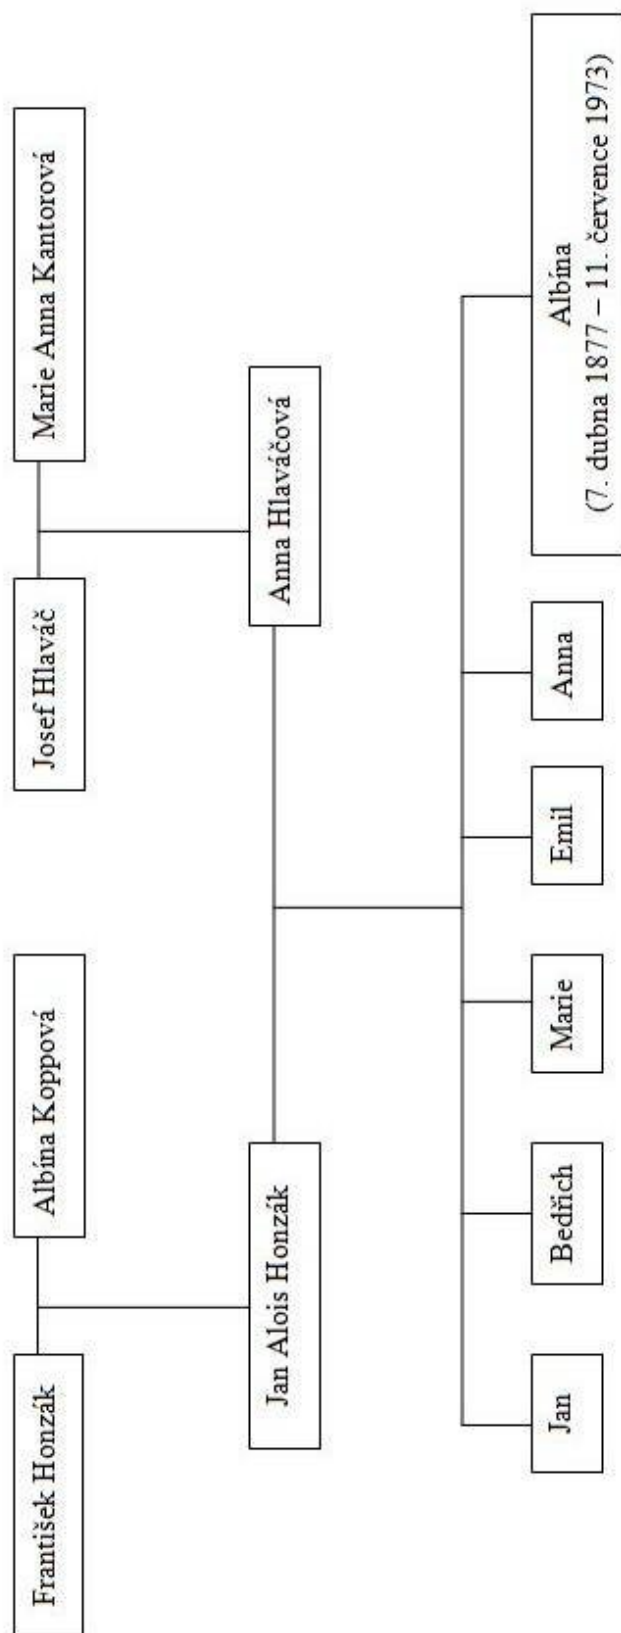 František Honzák
Albína Koppová
Josef Hlaváč
Marie Anna Kantorová
Jan Alois Honzák
Anna Hlaváčová
Jan
Bedřich
Marie
Emil
Anna
Albína
(7. dubna 1877 – 11. července 1973)